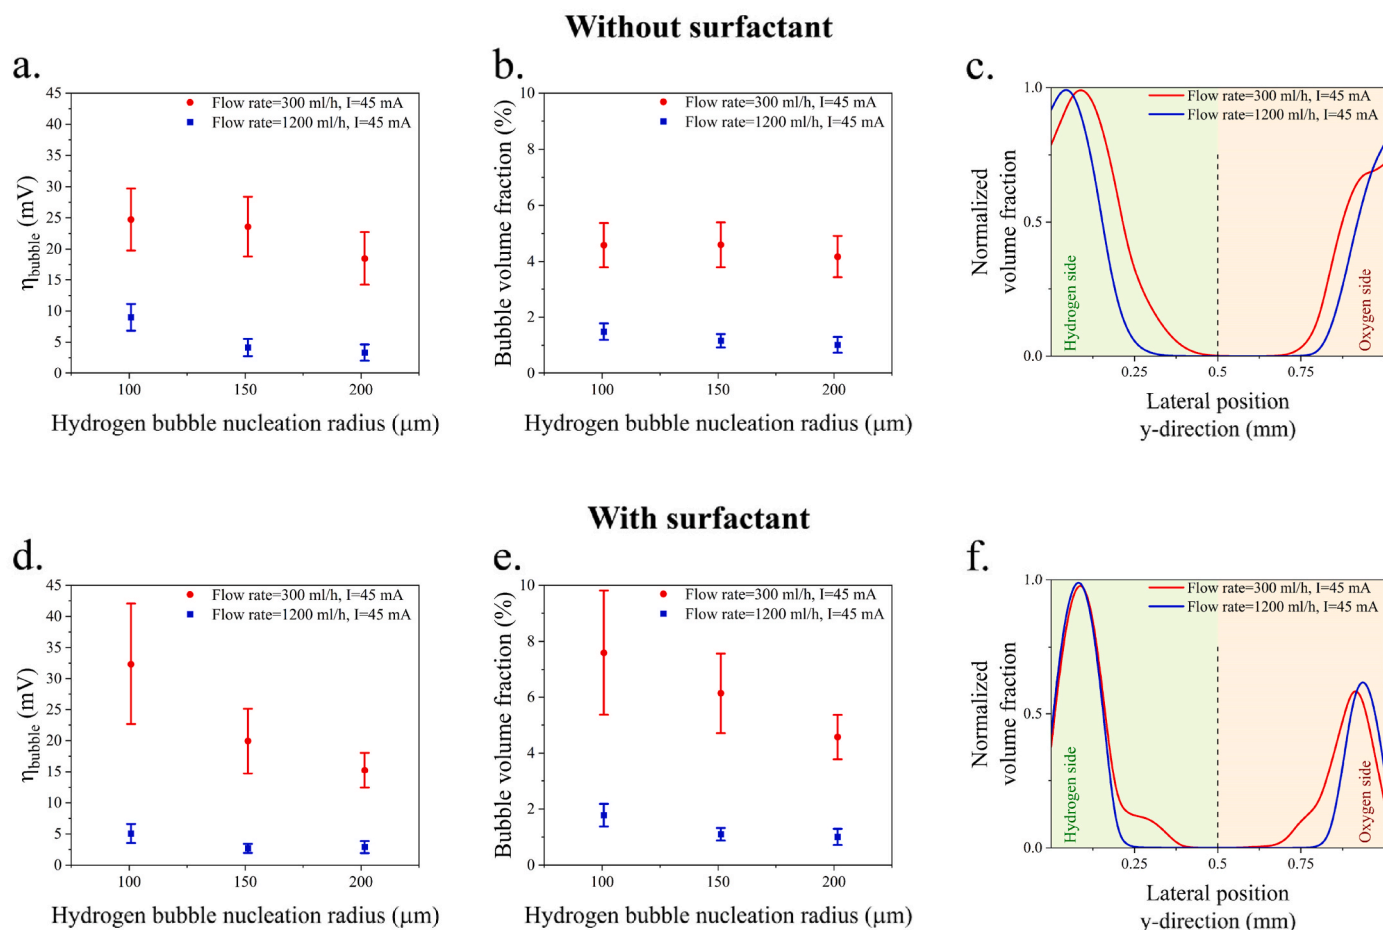 Without surfactant
a.
45
40
35
30
25
20
15
10
5
0
η_bubble (mV)
Flow rate=300 ml/h, I=45 mA
Flow rate=1200 ml/h, I=45 mA
100 150 200
Hydrogen bubble nucleation radius (μm)
b.
10
8
6
4
2
0
Bubble volume fraction (%)
Flow rate=300 ml/h, I=45 mA
Flow rate=1200 ml/h, I=45 mA
100 150 200
Hydrogen bubble nucleation radius (μm)
c.
1.0
0.5
0.0
Normalized
volume fraction
Flow rate=300 ml/h, I=45 mA
Flow rate=1200 ml/h, I=45 mA
Hydrogen side
Oxygen side
0.25 0.5 0.75
Lateral position
y-direction (mm)
With surfactant
d.
45
40
35
30
25
20
15
10
5
0
η_bubble (mV)
Flow rate=300 ml/h, I=45 mA
Flow rate=1200 ml/h, I=45 mA
100 150 200
Hydrogen bubble nucleation radius (μm)
e.
10
8
6
4
2
0
Bubble volume fraction (%)
Flow rate=300 ml/h, I=45 mA
Flow rate=1200 ml/h, I=45 mA
100 150 200
Hydrogen bubble nucleation radius (μm)
f.
1.0
0.5
0.0
Normalized
volume fraction
Flow rate=300 ml/h, I=45 mA
Flow rate=1200 ml/h, I=45 mA
Hydrogen side
Oxygen side
0.25 0.5 0.75
Lateral position
y-direction (mm)